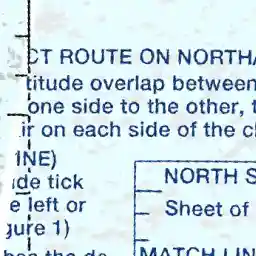 CT ROUTE ON NORTH
titude overlap between
one side to the other,
ir on each side of the
INE)
ide tick
e left or
gure 1)
NORTH S
Sheet of
MATCH LIN